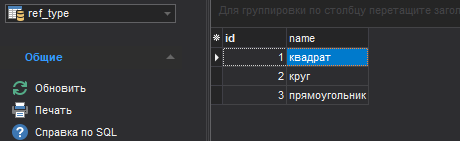 ref_type
Для группировки по столбцу перетащите заго
id name
1 квадрат
2 круг
3 прямоугольник
Общие
Обновить
Печать
Справка по SQL